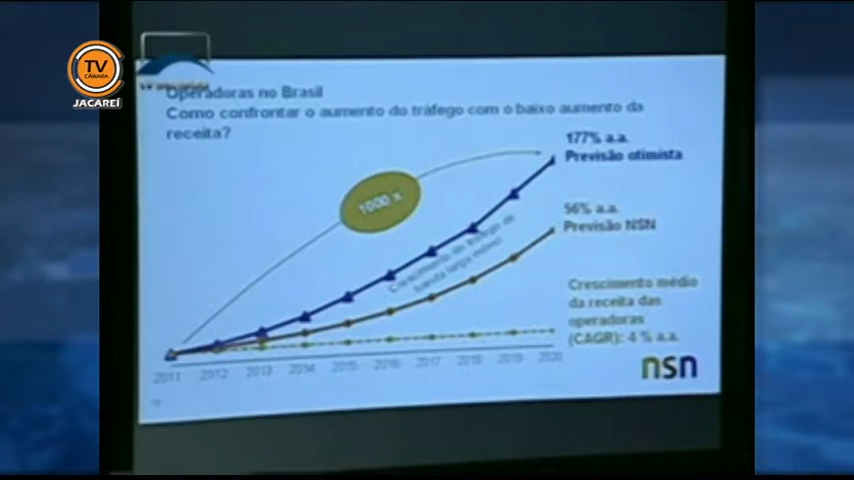 TV
CÂMARA
JACAREÍ
Operadoras no Brasil
Como confrontar o aumento do tráfego com o baixo aumento da
receita?
177% a.a.
Previsão otimista
1000 x
56% a.a.
Previsão NSN
Crescimento do tráfego de
banda larga móvel
Crescimento médio
da receita das
operadoras
(CAGR): 4 % a.a.
2011 2012 2013 2014 2015 2016 2017 2018 2019 2020
nsn